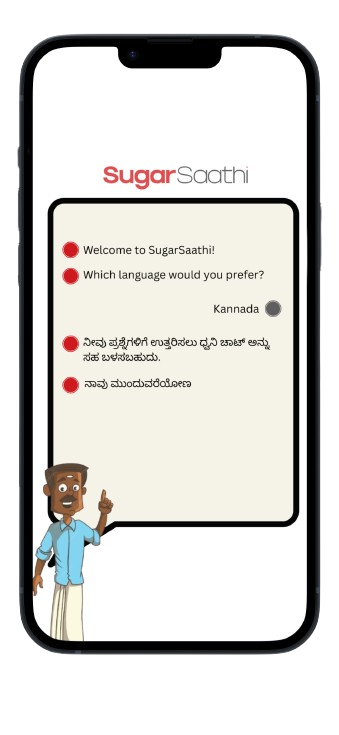 SugarSaathi
Welcome to SugarSaathi!
Which language would you prefer?
Kannada
ನೀವು ಪ್ರಶ್ನೆಗಳಿಗೆ ಉತ್ತರಿಸಲು ಧ್ವನಿ ಚಾಟ್ ಅನ್ನು
ಸಹ ಬಳಸಬಹುದು.
ನಾವು ಮುಂದುವರೆಯೋಣ